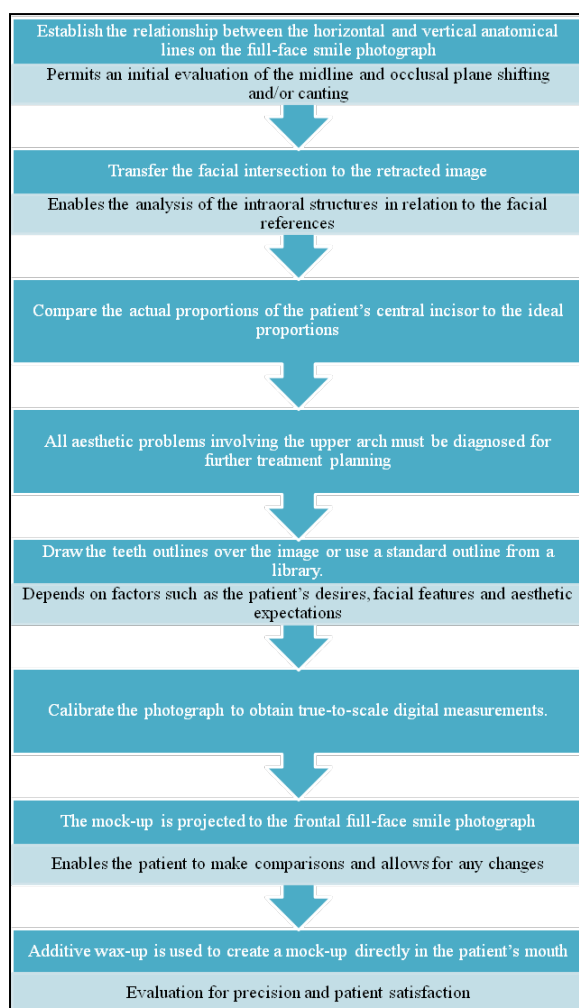 Establish the relationship between the horizontal and vertical anatomical
lines on the full-face smile photograph
Permits an initial evaluation of the midline and occlusal plane shifting
and/or canting
Transfer the facial intersection to the retracted image
Enables the analysis of the intraoral structures in relation to the facial
references
Compare the actual proportions of the patient's central incisor to the ideal
proportions
All aesthetic problems involving the upper arch must be diagnosed for
further treatment planning
Draw the teeth outlines over the image or use a standard outline from a
library.
Depends on factors such as the patient's desires, facial features and aesthetic
expectations
Calibrate the photograph to obtain true-to-scale digital measurements.
The mock-up is projected to the frontal full-face smile photograph
Enables the patient to make comparisons and allows for any changes
Additive wax-up is used to create a mock-up directly in the patient's mouth
Evaluation for precision and patient satisfaction